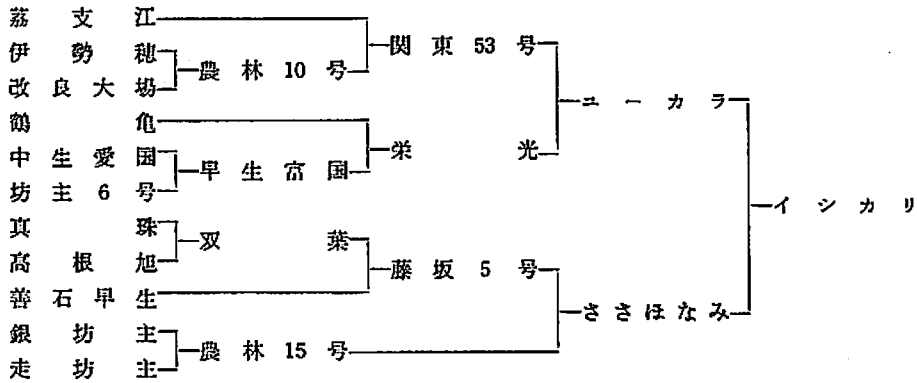 荔支江
関東53号
伊勢穂
農林10号
改良大場
ユーカラ
鶴亀
栄光
中生愛国
早生富国
坊主6号
イシカリ
真珠
双葉
高根旭
藤坂5号
善石早生
ささほなみ
銀坊主
農林15号
走坊主